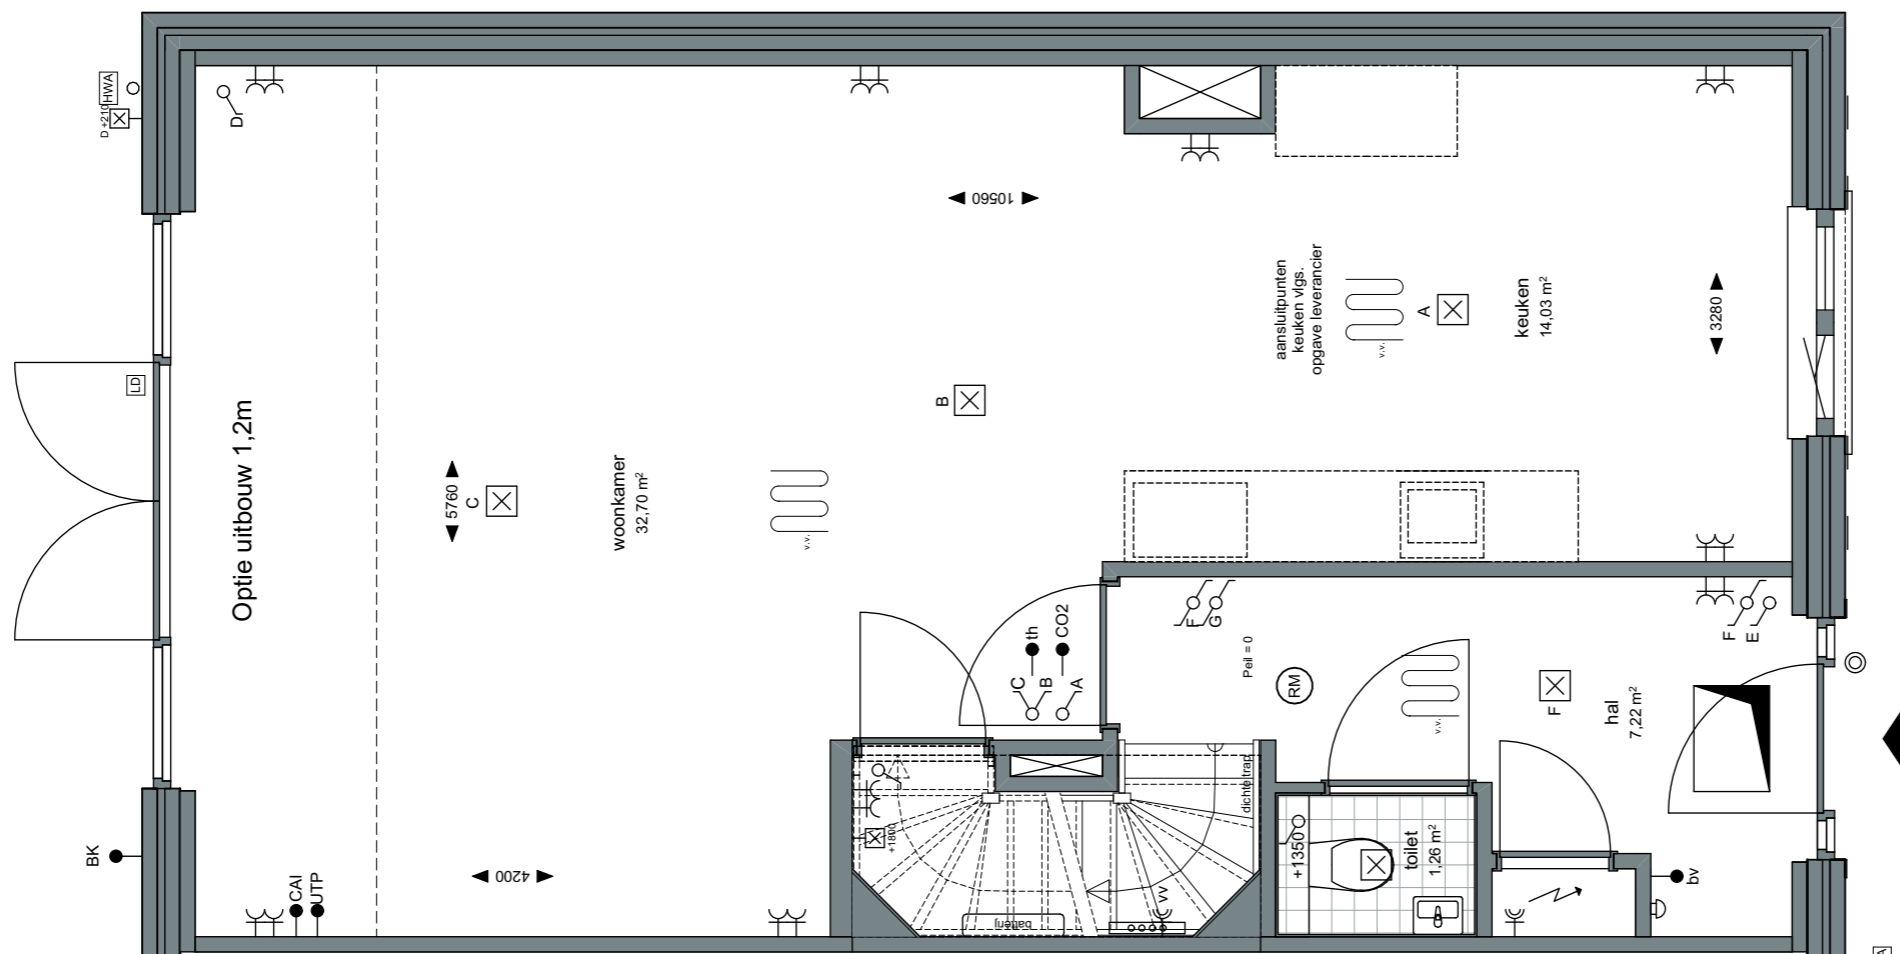 HWA
D +210
Dr
LD
Optie uitbouw 1,2m
5760
C
woonkamer
32,70 m²
v.v.
10560
B
aansluitpunten
keuken vlgs.
opgave leverancier
v.v.
A
keuken
14,03 m²
3280
th
CO2
C
B
A
F
G
Peil = 0
RM
v.v.
F
hal
7,22 m²
F
E
BK
CAI
UTP
4200
+1800
batterij
vv
dichte trap
+1350
toilet
1,26 m²
bv